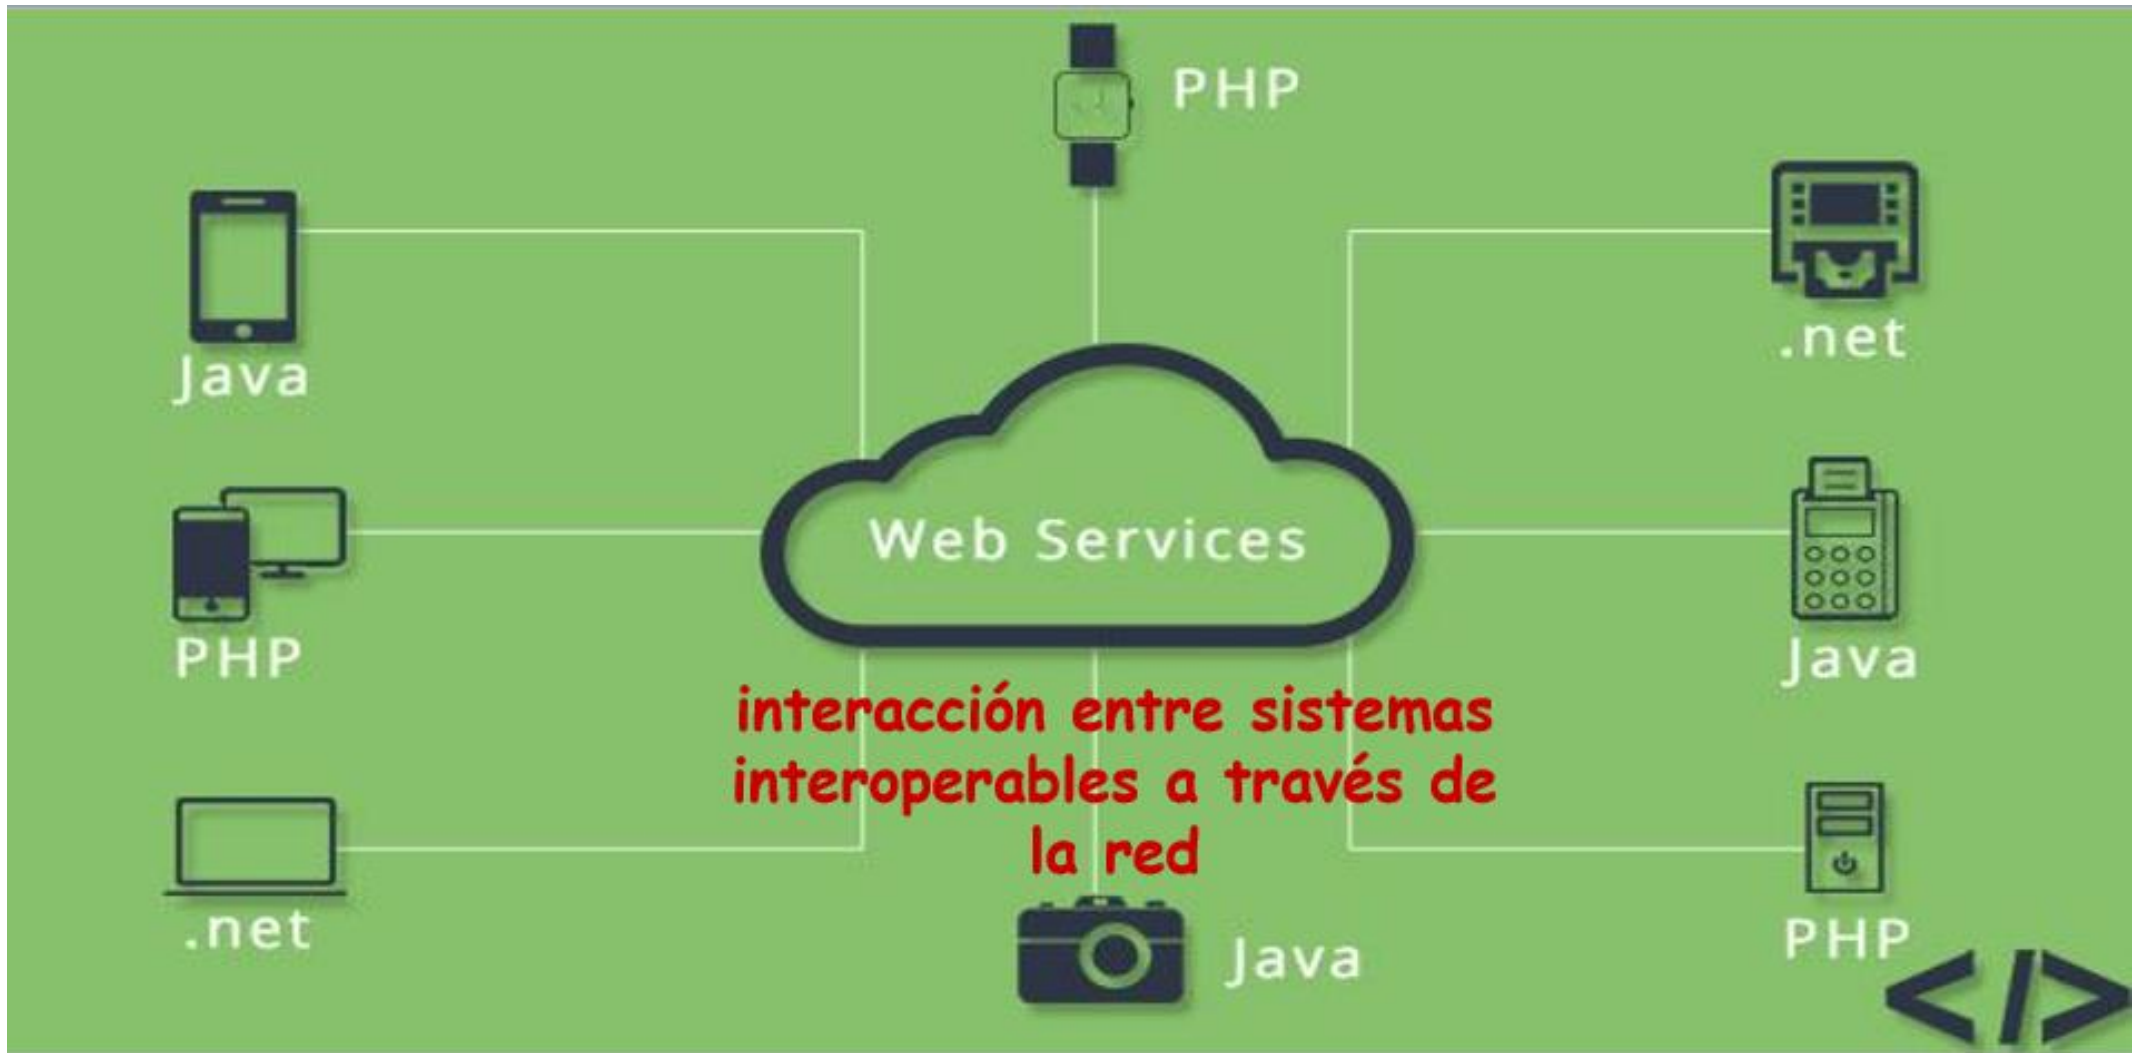 PHP
Java
.net
Web Services
PHP
Java
interacción entre sistemas
interoperables a través de
la red
.net
Java
PHP
</>